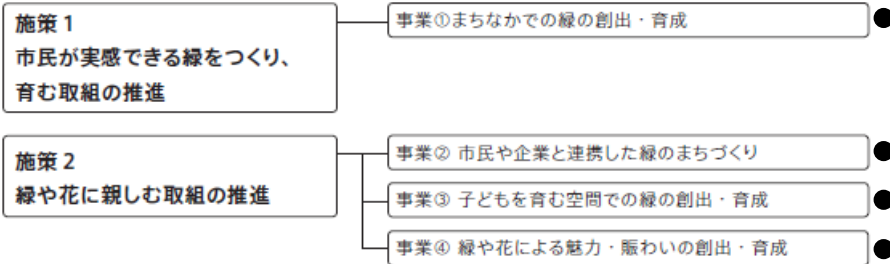 施策 1
市民が実感できる緑をつくり、
育む取組の推進
事業①まちなかでの緑の創出・育成
施策 2
緑や花に親しむ取組の推進
事業② 市民や企業と連携した緑のまちづくり
事業③ 子どもを育む空間での緑の創出・育成
事業④ 緑や花による魅力・賑わいの創出・育成